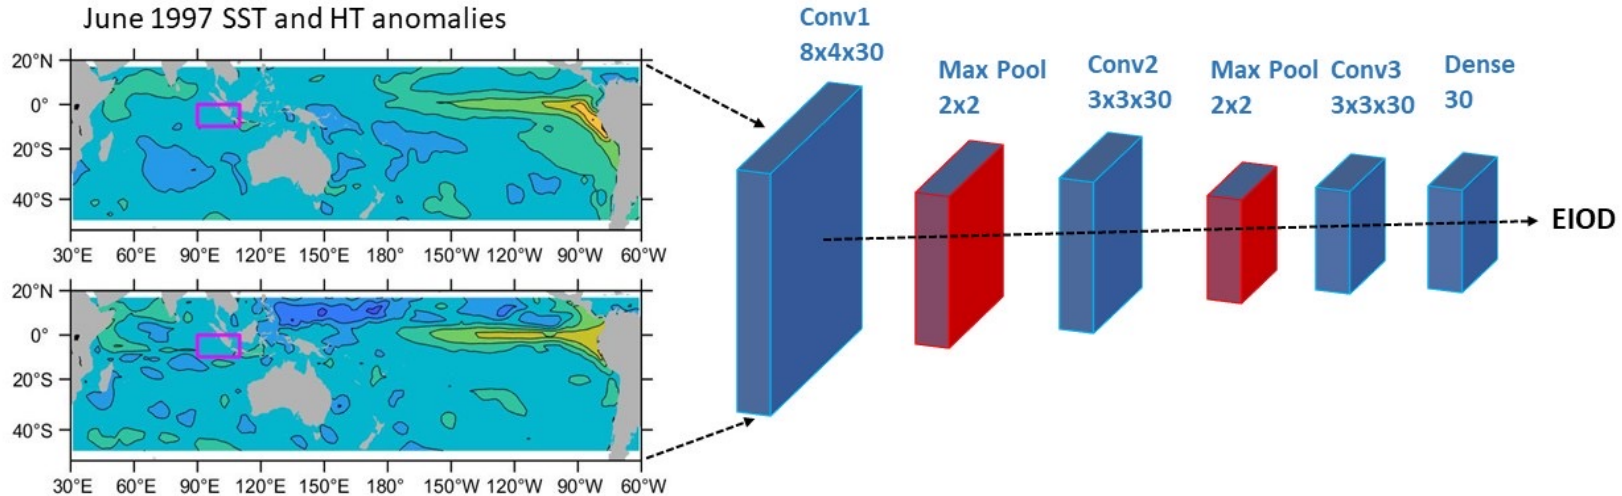 June 1997 SST and HT anomalies
20°N
0°
20°S
40°S
30°E 60°E 90°E 120°E 150°E 180° 150°W 120°W 90°W 60°W
20°N
0°
20°S
40°S
30°E 60°E 90°E 120°E 150°E 180° 150°W 120°W 90°W 60°W
Conv1
8x4x30
Max Pool
2x2
Conv2
3x3x30
Max Pool
2x2
Conv3
3x3x30
Dense
30
EIOD